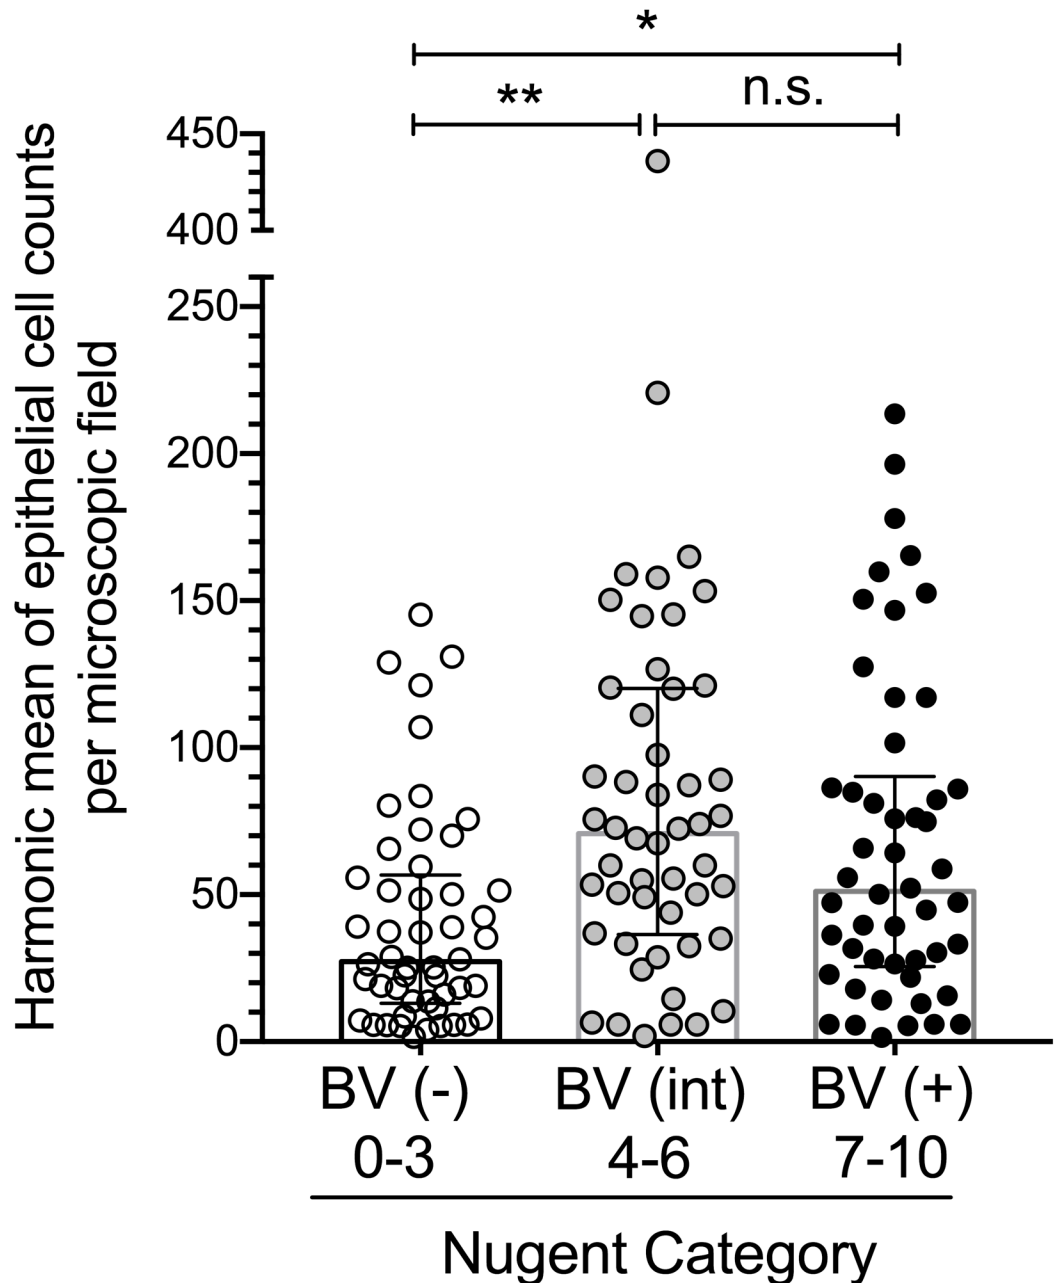 *
** n.s.
450
400
250
200
150
100
50
0
Harmonic mean of epithelial cell counts
per microscopic field
BV (-) BV (int) BV (+)
0-3 4-6 7-10
Nugent Category